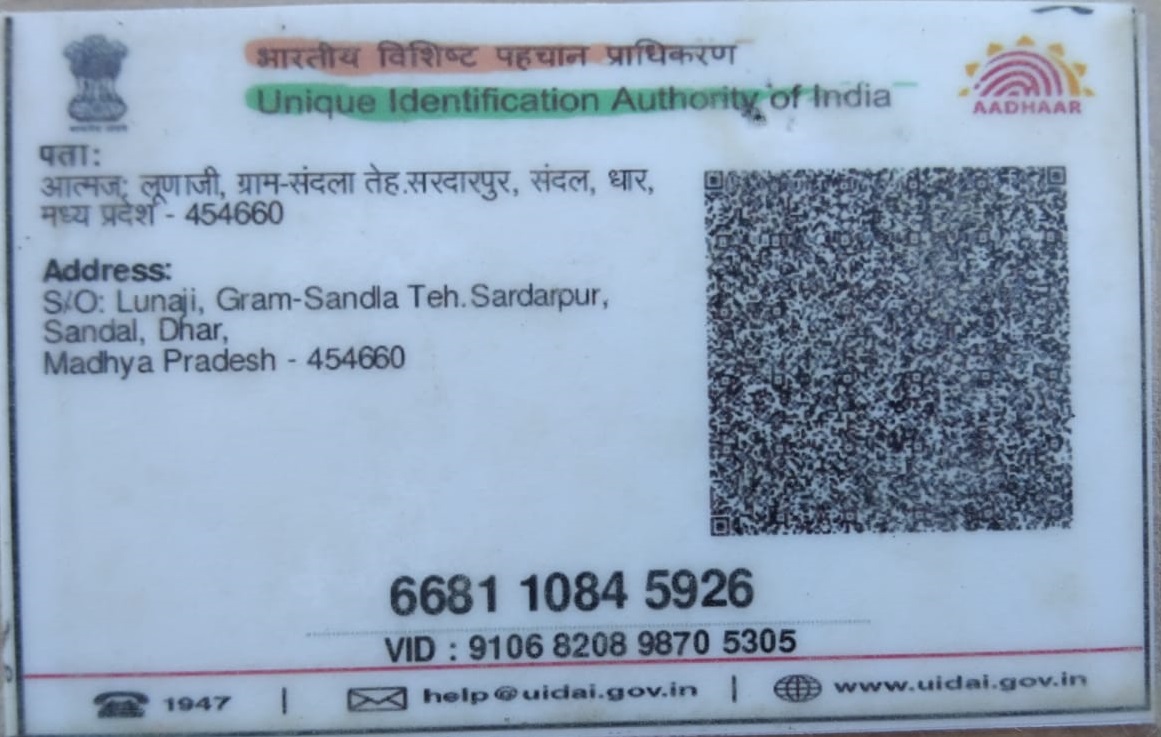 भारतीय विशिष्ट पहचान प्राधिकरण
Unique Identification Authority of India
AADHAAR
पता:
आत्मज: लूणाजी, ग्राम-संदला तेह.सरदारपुर, संदल, धार,
मध्य प्रदेश - 454660
Address:
S/O: Lunaji, Gram-Sandla Teh.Sardarpur,
Sandal, Dhar,
Madhya Pradesh - 454660
6681 1084 5926
VID : 9106 8208 9870 5305
1947 | help@uidai.gov.in | www.uidai.gov.in